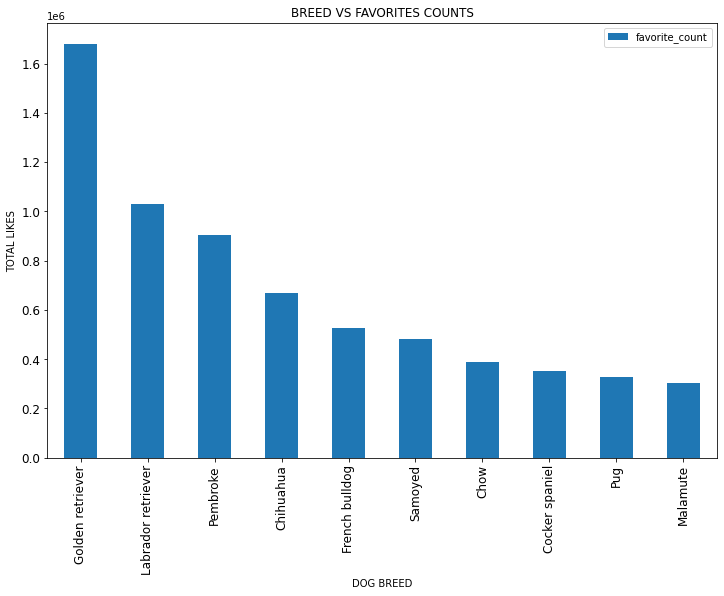 BREED VS FAVORITES COUNTS
1e6
favorite_count
1.6
1.4
1.2
1.0
0.8
0.6
0.4
0.2
0.0
TOTAL LIKES
Golden retriever
Labrador retriever
Pembroke
Chihuahua
French bulldog
Samoyed
Chow
Cocker spaniel
Pug
Malamute
DOG BREED